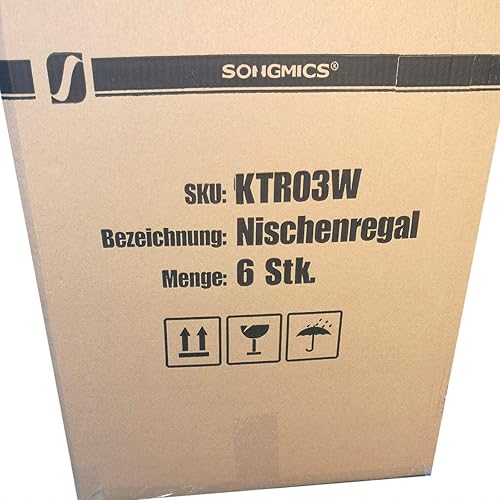 SONGMICS®
SKU: KTR03W
Bezeichnung: Nischenregal
Menge: 6 Stk.